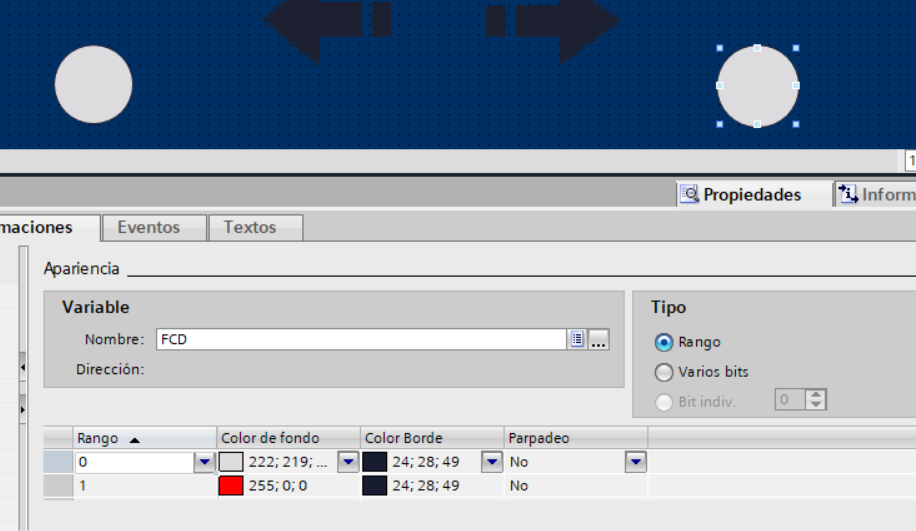 1
Propiedades Inform
maciones Eventos Textos
Apariencia
Variable Tipo
Nombre: FCD ... Rango
Dirección: Varios bits
Bit indiv. 0
Rango Color de fondo Color Borde Parpadeo
0 222; 219; ... 24; 28; 49 No
1 255; 0; 0 24; 28; 49 No